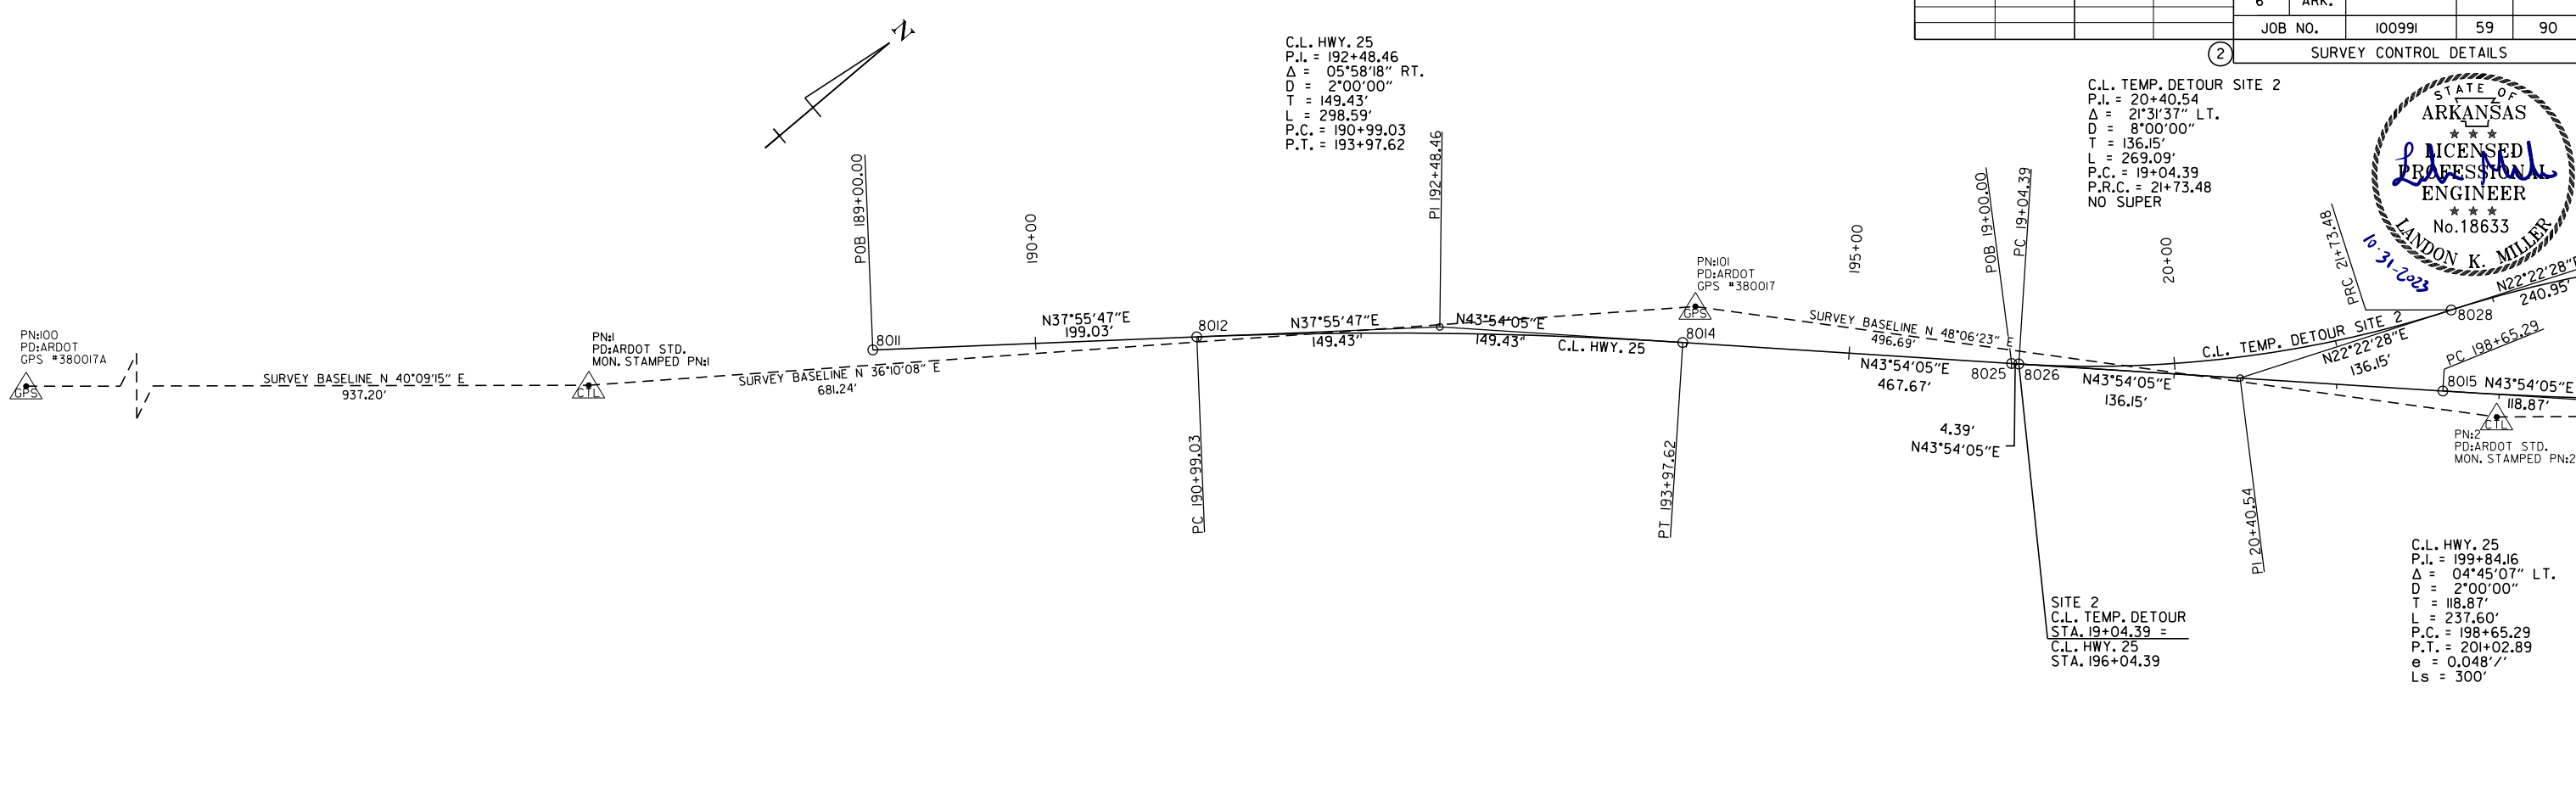 6 ARK.
JOB NO. 100991 59 90
2 SURVEY CONTROL DETAILS
N
C.L. HWY. 25
P.I. = 192+48.46
Δ = 05°58'18" RT.
D = 2°00'00"
T = 149.43'
L = 298.59'
P.C. = 190+99.03
P.T. = 193+97.62
C.L. TEMP. DETOUR SITE 2
P.I. = 20+40.54
Δ = 21°31'37" LT.
D = 8°00'00"
T = 136.15'
L = 269.09'
P.C. = 19+04.39
P.R.C. = 21+73.48
NO SUPER
STATE OF
ARKANSAS
LICENSED
PROFESSIONAL
ENGINEER
No.18633
LANDON K. MILLER
10-31-2023
POB 189+00.00
190+00
PI 192+48.46
195+00
POB 19+00.00
PC 19+04.39
20+00
PRC 21+73.48
PN:100
PD:ARDOT
GPS #380017A
GPS
SURVEY BASELINE N 40°09'15" E
937.20'
PN:1
PD:ARDOT STD.
MON. STAMPED PN:1
CTL
SURVEY BASELINE N 36°10'08" E
681.24'
8011
N37°55'47"E
199.03'
8012
N37°55'47"E
149.43'
N43°54'05"E
149.43'
C.L. HWY. 25
PN:101
PD:ARDOT
GPS #380017
GPS
8014
SURVEY BASELINE N 48°06'23" E
496.69'
N43°54'05"E
467.67'
8025
8026
4.39'
N43°54'05"E
N43°54'05"E
136.15'
C.L. TEMP. DETOUR SITE 2
N22°22'28"E
136.15'
8028
N22°22'28"E
240.95'
PC 198+65.29
8015
N43°54'05"E
118.87'
CTL
PN:2
PD:ARDOT STD.
MON. STAMPED PN:2
PC 190+99.03
PT 193+97.62
PI 20+40.54
SITE 2
C.L. TEMP. DETOUR
STA. 19+04.39 =
C.L. HWY. 25
STA. 196+04.39
C.L. HWY. 25
P.I. = 199+84.16
Δ = 04°45'07" LT.
D = 2°00'00"
T = 118.87'
L = 237.60'
P.C. = 198+65.29
P.T. = 201+02.89
e = 0.048'/'
Ls = 300'